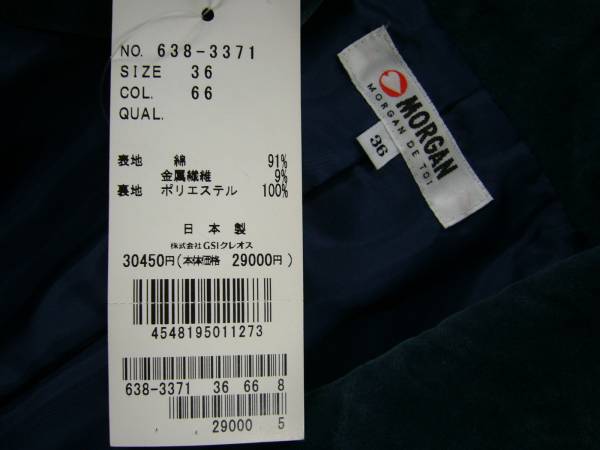 NO. 638-3371
SIZE 36
COL. 66
QUAL.
表地 綿 91%
金属繊維 9%
裏地 ポリエステル 100%
日本製
株式会社GSIクレオス
30450円(本体価格 29000円)
4548195011273
638-3371 36 66 8
29000 5
MORGAN
MORGAN DE TOI
36